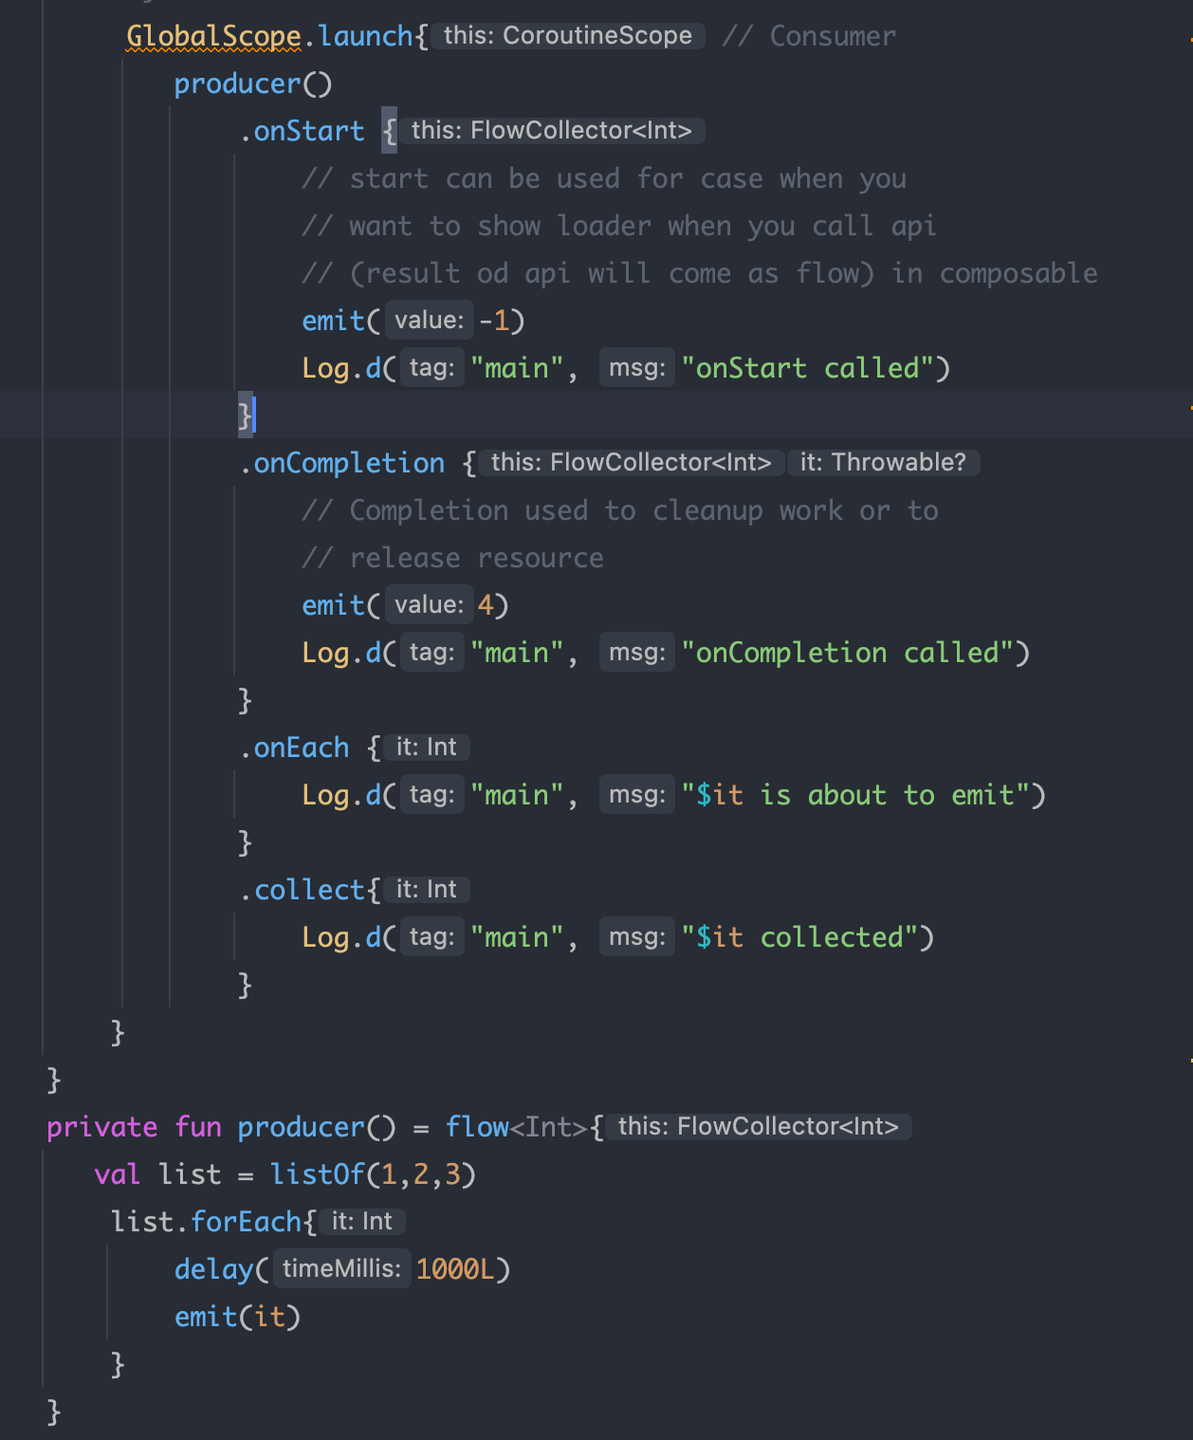 GlobalScope.launch{ this: CoroutineScope // Consumer
producer()
.onStart { this: FlowCollector<Int>
// start can be used for case when you
// want to show loader when you call api
// (result od api will come as flow) in composable
emit( value: -1)
Log.d( tag: "main", msg: "onStart called")
}
.onCompletion { this: FlowCollector<Int> it: Throwable?
// Completion used to cleanup work or to
// release resource
emit( value: 4)
Log.d( tag: "main", msg: "onCompletion called")
}
.onEach { it: Int
Log.d( tag: "main", msg: "$it is about to emit")
}
.collect{ it: Int
Log.d( tag: "main", msg: "$it collected")
}
}
}
private fun producer() = flow<Int>{ this: FlowCollector<Int>
val list = listOf(1,2,3)
list.forEach{ it: Int
delay( timeMillis: 1000L)
emit(it)
}
}